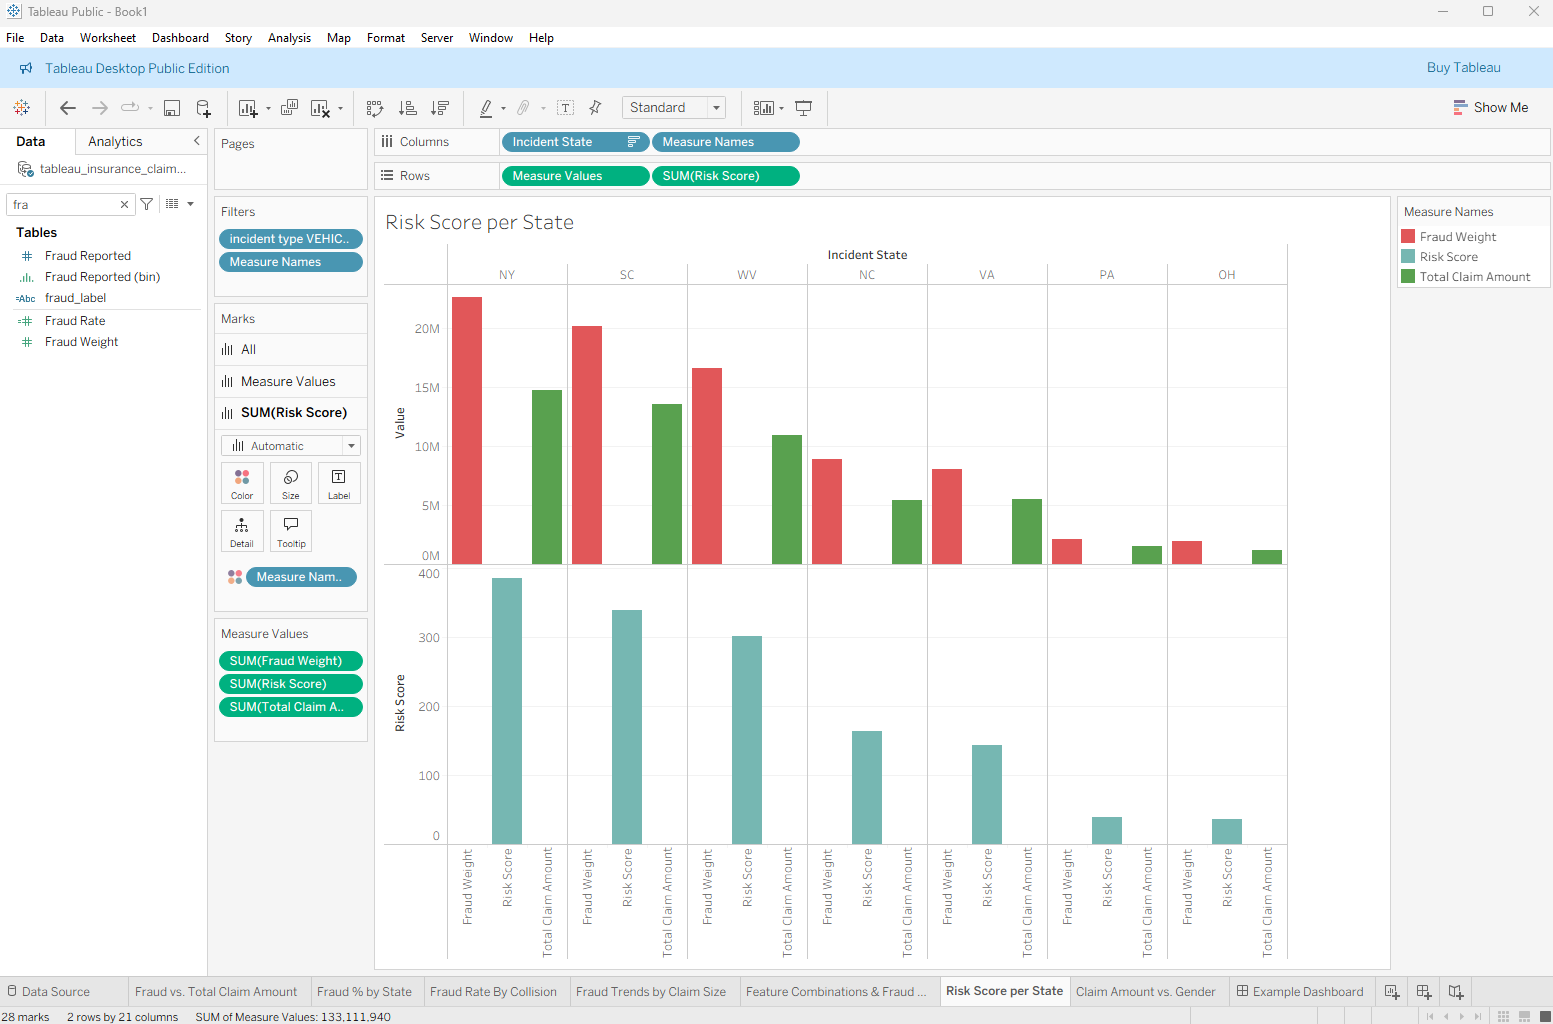 Tableau Public - Book1
File Data Worksheet Dashboard Story Analysis Map Format Server Window Help
Tableau Desktop Public Edition
Buy Tableau
Standard
Show Me
Data
Analytics
tableau_insurance_claim...
fra
Tables
Fraud Reported
Fraud Reported (bin)
Abc fraud_label
Fraud Rate
Fraud Weight
Pages
Filters
incident type VEHIC..
Measure Names
Marks
All
Measure Values
SUM(Risk Score)
Automatic
Color
Size
Label
Detail
Tooltip
Measure Nam..
Measure Values
SUM(Fraud Weight)
SUM(Risk Score)
SUM(Total Claim A..
Columns
Incident State
Measure Names
Rows
Measure Values
SUM(Risk Score)
Risk Score per State
Incident State
NY SC WV NC VA PA OH
Value
20M
15M
10M
5M
0M
Risk Score
400
300
200
100
0
Fraud Weight
Risk Score
Total Claim Amount
Fraud Weight
Risk Score
Total Claim Amount
Fraud Weight
Risk Score
Total Claim Amount
Fraud Weight
Risk Score
Total Claim Amount
Fraud Weight
Risk Score
Total Claim Amount
Fraud Weight
Risk Score
Total Claim Amount
Fraud Weight
Risk Score
Total Claim Amount
Measure Names
Fraud Weight
Risk Score
Total Claim Amount
Data Source
Fraud vs. Total Claim Amount
Fraud % by State
Fraud Rate By Collision
Fraud Trends by Claim Size
Feature Combinations & Fraud ...
Risk Score per State
Claim Amount vs. Gender
Example Dashboard
28 marks
2 rows by 21 columns
SUM of Measure Values: 133,111,940